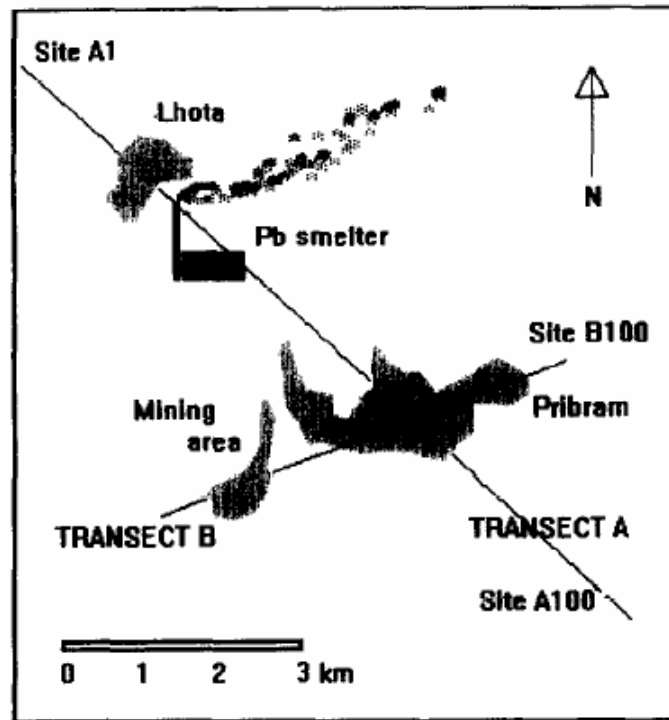 Site A1
Lhota
N
Pb smelter
Site B100
Pribram
Mining
area
TRANSECT B
TRANSECT A
Site A100
0 1 2 3 km